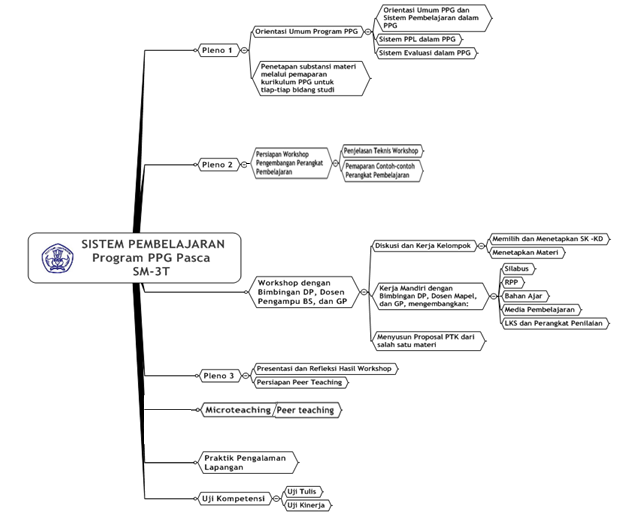 SISTEM PEMBELAJARAN
Program PPG Pasca
SM-3T
Pleno 1
Orientasi Umum Program PPG
Orientasi Umum PPG dan
Sistem Pembelajaran dalam
PPG
Sistem PPL dalam PPG
Sistem Evaluasi dalam PPG
Penetapan substansi materi
melalui pemaparan
kurikulum PPG untuk
tiap-tiap bidang studi
Pleno 2
Persiapan Workshop
Pengembangan Perangkat
Pembelajaran
Penjelasan Teknis Workshop
Pemaparan Contoh-contoh
Perangkat Pembelajaran
Workshop dengan
Bimbingan DP, Dosen
Pengampu BS, dan GP
Diskusi dan Kerja Kelompok
Memilih dan Menetapkan SK -KD
Menetapkan Materi
Kerja Mandiri dengan
Bimbingan DP, Dosen Mapel,
dan GP, mengembangkan:
Silabus
RPP
Bahan Ajar
Media Pembelajaran
LKS dan Perangkat Penilaian
Menyusun Proposal PTK dari
salah satu materi
Pleno 3
Presentasi dan Refleksi Hasil Workshop
Persiapan Peer Teaching
Microteaching/Peer teaching
Praktik Pengalaman
Lapangan
Uji Kompetensi
Uji Tulis
Uji Kinerja